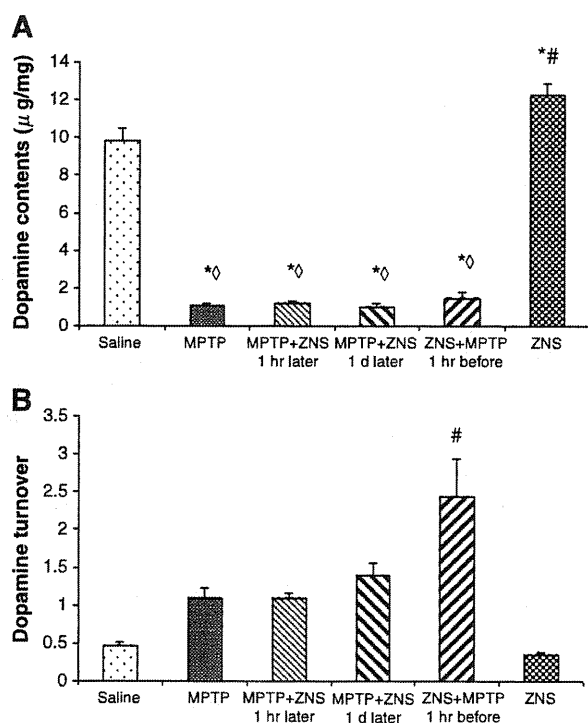 A
Dopamine contents (μ g/mg)
14
12
10
8
6
4
2
0
*◊
*◊
*◊
*◊
*#
Saline
MPTP
MPTP+ZNS
1 hr later
MPTP+ZNS
1 d later
ZNS+MPTP
1 hr before
ZNS
B
Dopamine turnover
3.5
3
2.5
2
1.5
1
0.5
0
#
Saline
MPTP
MPTP+ZNS
1 hr later
MPTP+ZNS
1 d later
ZNS+MPTP
1 hr before
ZNS